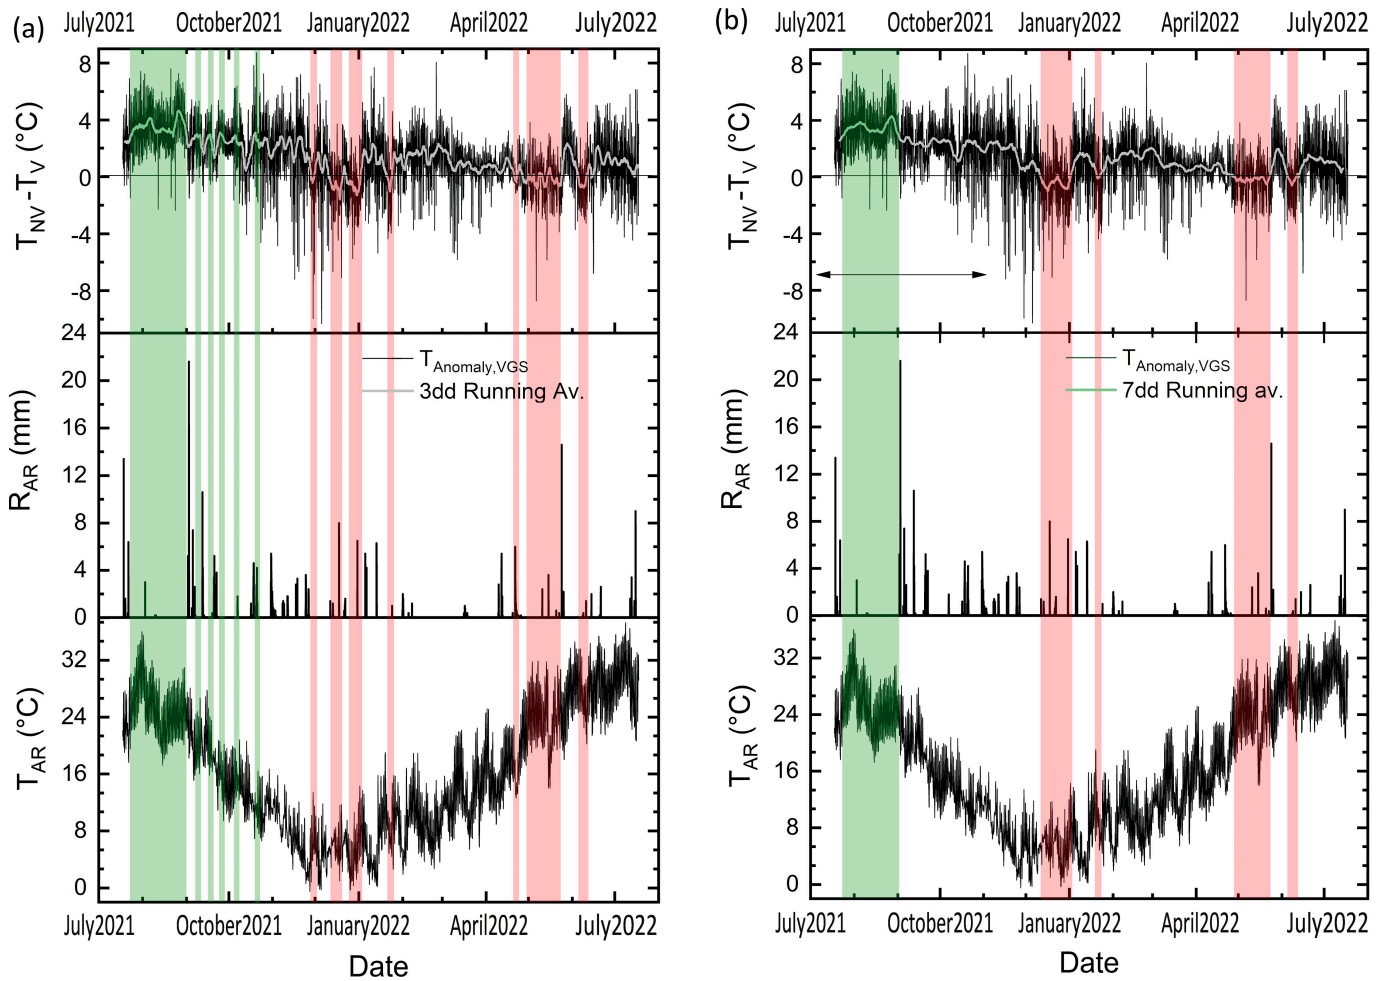 (a)
July2021 October2021 January2022 April2022 July2022
8
4
0
-4
-8
T_NV-T_V (°C)
24
20
16
12
8
4
0
R_AR (mm)
T_Anomaly,VGS
3dd Running Av.
32
24
16
8
0
T_AR (°C)
July2021 October2021 January2022 April2022 July2022
Date
(b)
July2021 October2021 January2022 April2022 July2022
8
4
0
-4
-8
T_NV-T_V (°C)
24
20
16
12
8
4
0
R_AR (mm)
T_Anomaly,VGS
7dd Running av.
32
24
16
8
0
T_AR (°C)
July2021 October2021 January2022 April2022 July2022
Date